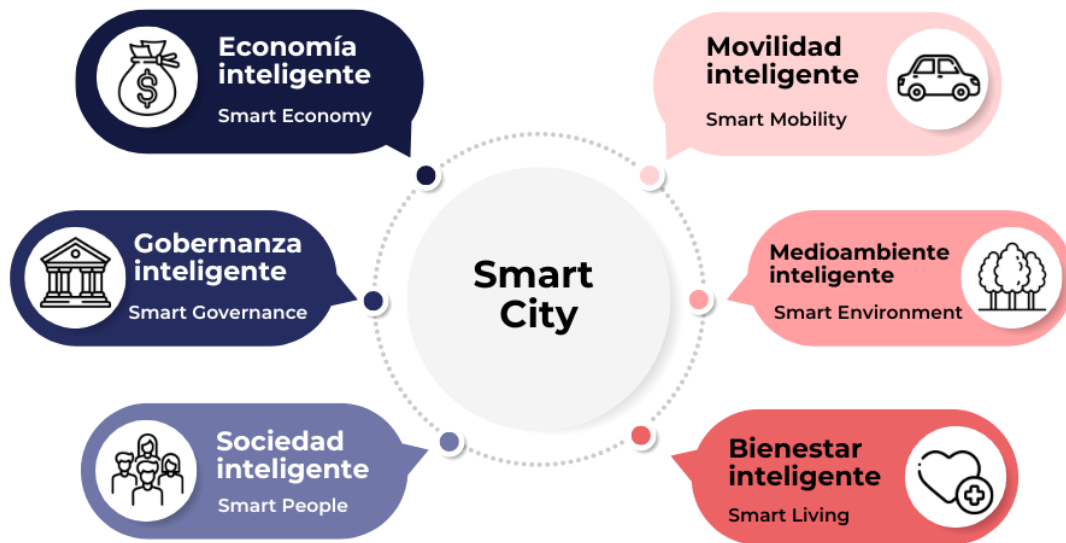 Economía
inteligente
Smart Economy
Movilidad
inteligente
Smart Mobility
Gobernanza
inteligente
Smart Governance
Smart
City
Medioambiente
inteligente
Smart Environment
Sociedad
inteligente
Smart People
Bienestar
inteligente
Smart Living